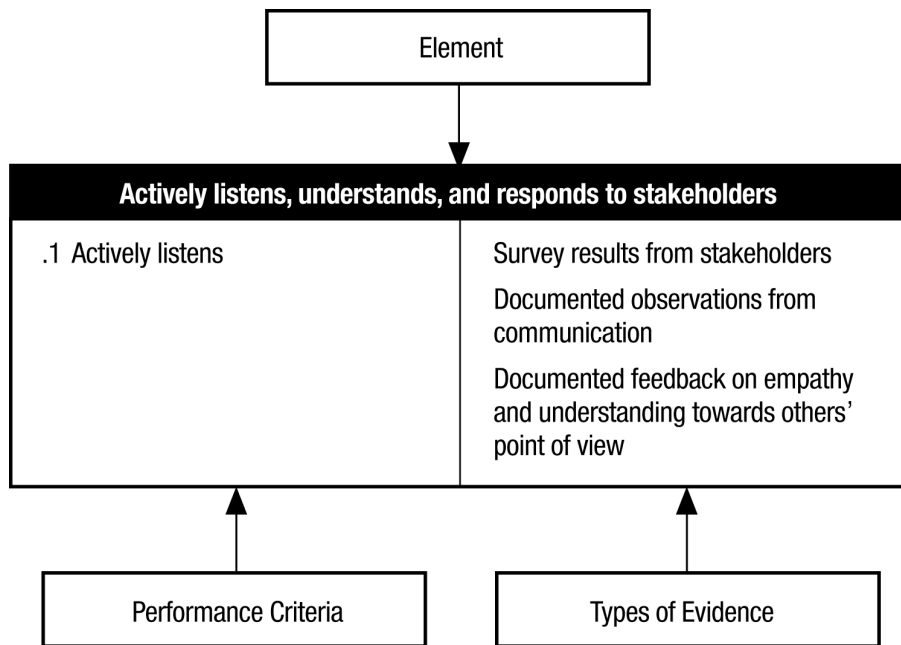 Element
Actively listens, understands, and responds to stakeholders
.1 Actively listens
Survey results from stakeholders
Documented observations from
communication
Documented feedback on empathy
and understanding towards others’
point of view
Performance Criteria
Types of Evidence